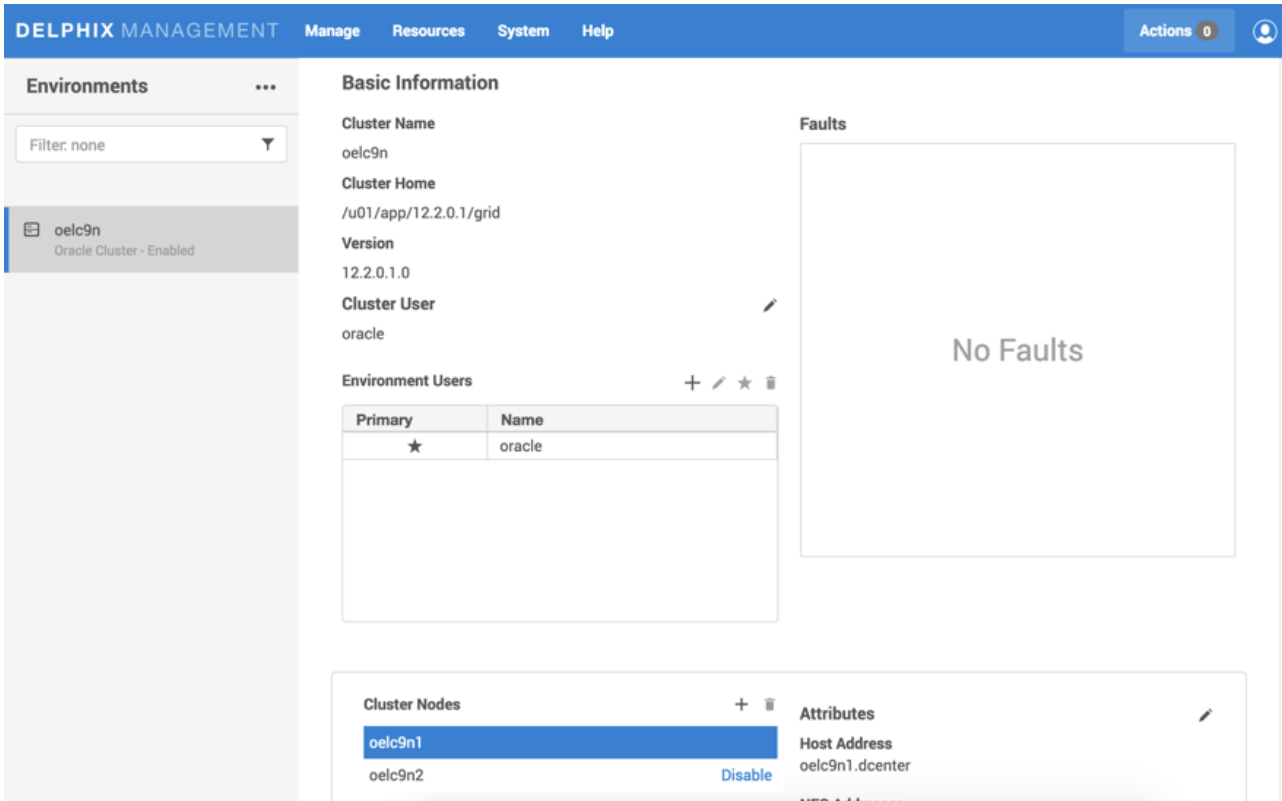 DELPHIX MANAGEMENT Manage Resources System Help Actions 0
Environments
Filter: none
oelc9n
Oracle Cluster - Enabled
Basic Information
Cluster Name
oelc9n
Cluster Home
/u01/app/12.2.0.1/grid
Version
12.2.0.1.0
Cluster User
oracle
Environment Users
Primary Name
oracle
Faults
No Faults
Cluster Nodes
oelc9n1
oelc9n2 Disable
Attributes
Host Address
oelc9n1.dcenter